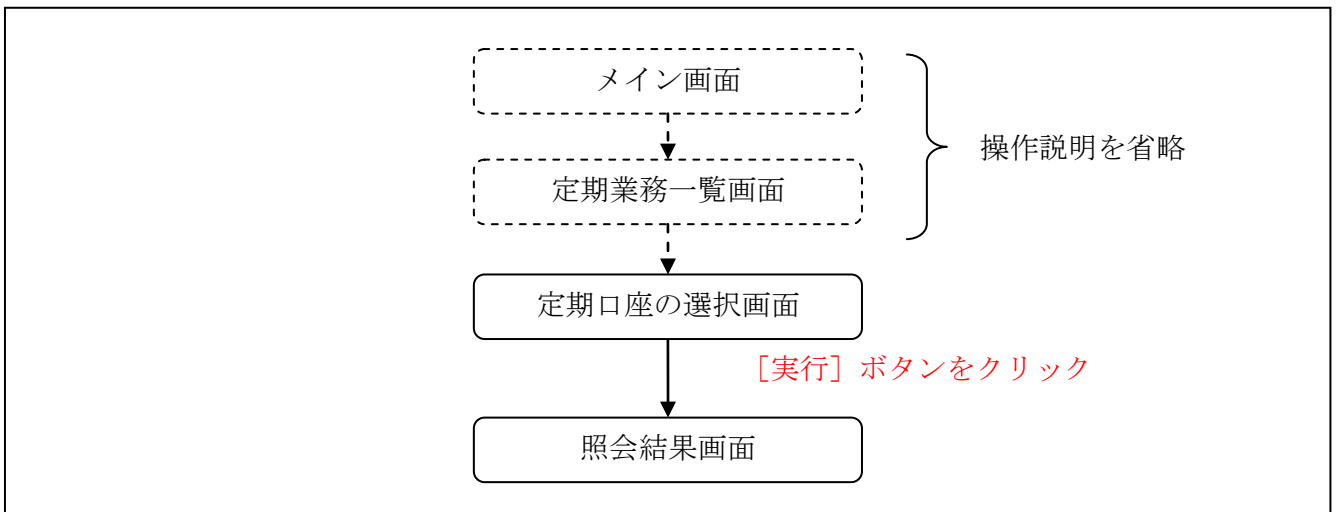 メイン画面
操作説明を省略
定期業務一覧画面
定期口座の選択画面
［実行］ボタンをクリック
照会結果画面